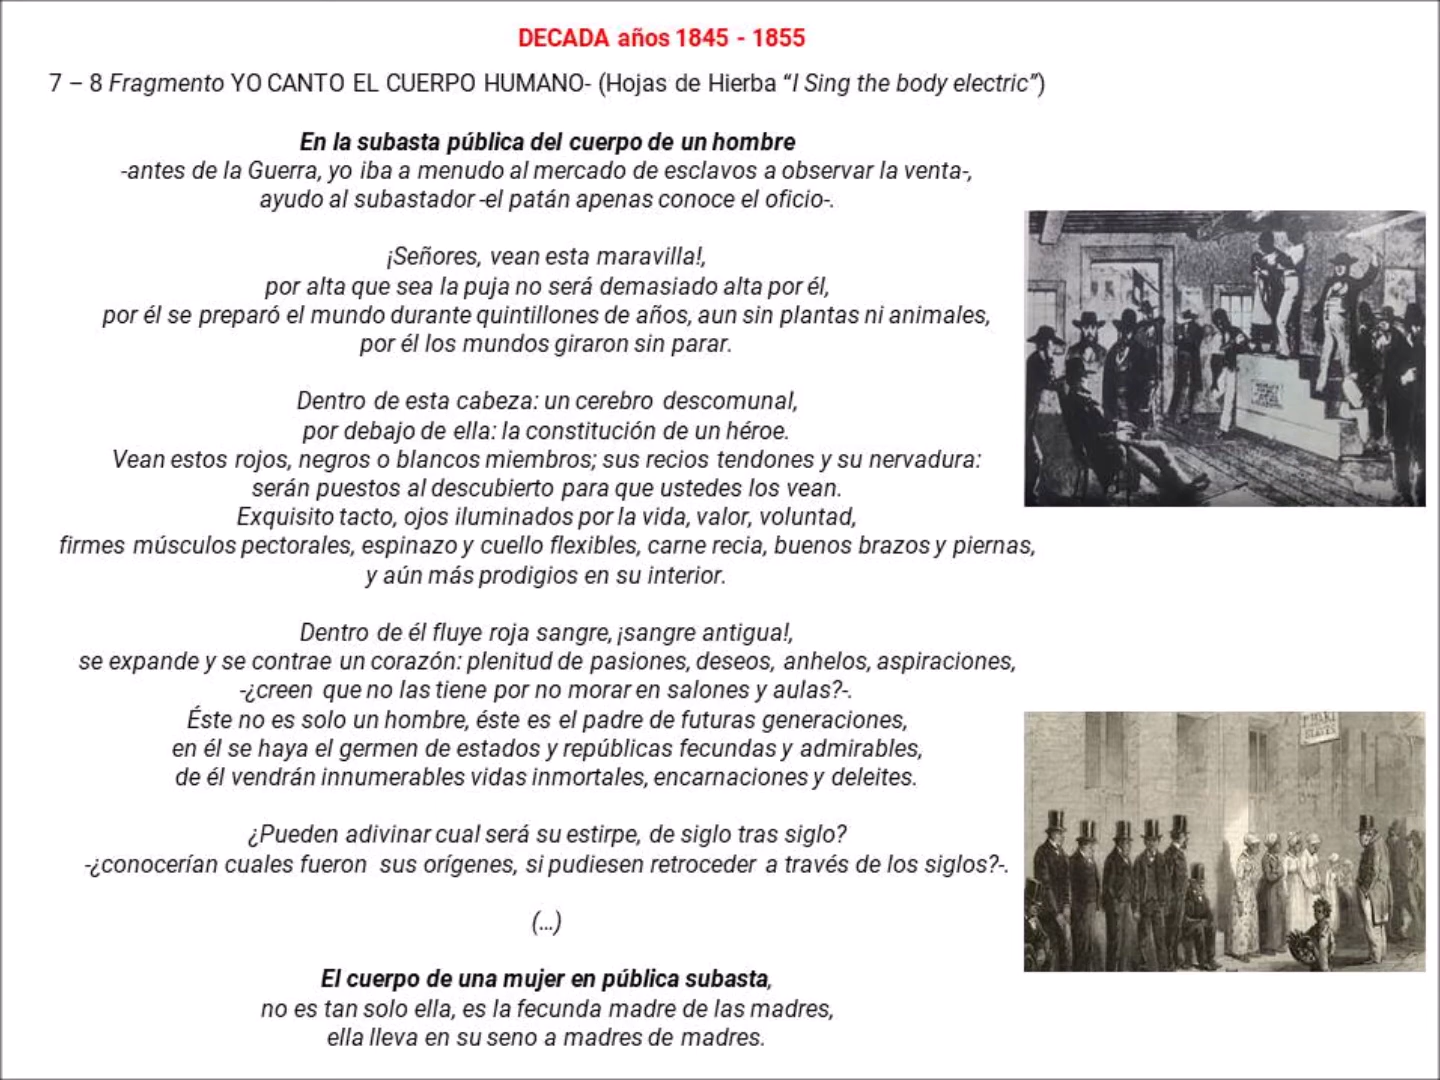 DECADA años 1845 - 1855
7 – 8 Fragmento YO CANTO EL CUERPO HUMANO- (Hojas de Hierba “I Sing the body electric”)
En la subasta pública del cuerpo de un hombre
-antes de la Guerra, yo iba a menudo al mercado de esclavos a observar la venta-,
ayudo al subastador -el patán apenas conoce el oficio-.
¡Señores, vean esta maravilla!,
por alta que sea la puja no será demasiado alta por él,
por él se preparó el mundo durante quintillones de años, aun sin plantas ni animales,
por él los mundos giraron sin parar.
Dentro de esta cabeza: un cerebro descomunal,
por debajo de ella: la constitución de un héroe.
Vean estos rojos, negros o blancos miembros; sus recios tendones y su nervadura:
serán puestos al descubierto para que ustedes los vean.
Exquisito tacto, ojos iluminados por la vida, valor, voluntad,
firmes músculos pectorales, espinazo y cuello flexibles, carne recia, buenos brazos y piernas,
y aún más prodigios en su interior.
Dentro de él fluye roja sangre, ¡sangre antigua!,
se expande y se contrae un corazón: plenitud de pasiones, deseos, anhelos, aspiraciones,
-¿creen que no las tiene por no morar en salones y aulas?-.
Éste no es solo un hombre, éste es el padre de futuras generaciones,
en él se haya el germen de estados y repúblicas fecundas y admirables,
de él vendrán innumerables vidas inmortales, encarnaciones y deleites.
¿Pueden adivinar cual será su estirpe, de siglo tras siglo?
-¿conocerían cuales fueron sus orígenes, si pudiesen retroceder a través de los siglos?-.
(...)
El cuerpo de una mujer en pública subasta,
no es tan solo ella, es la fecunda madre de las madres,
ella lleva en su seno a madres de madres.
SLAVES